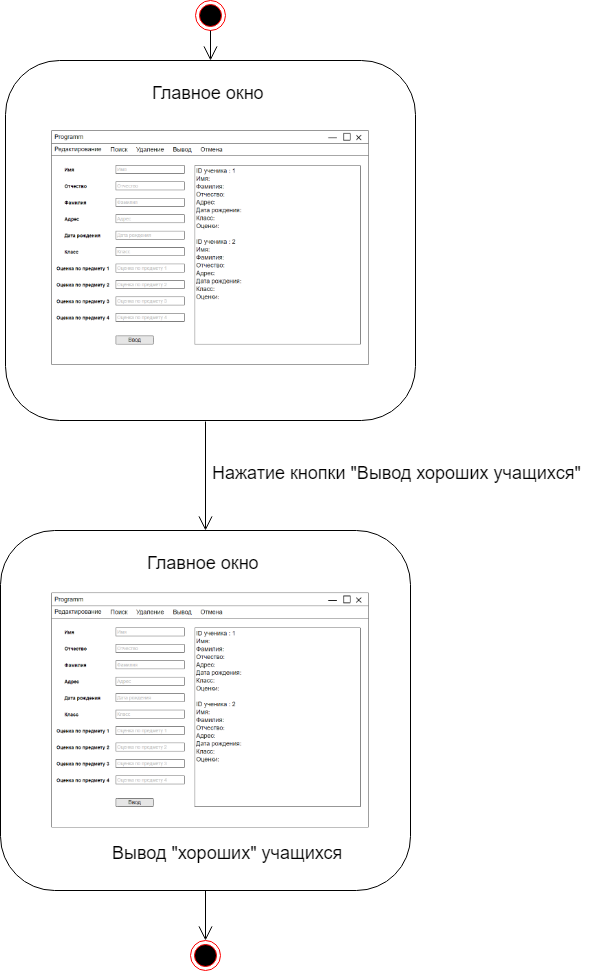 Главное окно
Programm
Редактирование Поиск Удаление Вывод Отмена
Имя Имя
Отчество Отчество
Фамилия Фамилия
Адрес Адрес
Дата рождения Дата рождения
Класс Класс
Оценка по предмету 1 Оценка по предмету 1
Оценка по предмету 2 Оценка по предмету 2
Оценка по предмету 3 Оценка по предмету 3
Оценка по предмету 4 Оценка по предмету 4
Ввод
ID ученика : 1
Имя:
Фамилия:
Отчество:
Адрес:
Дата рождения:
Класс:
Оценки:
ID ученика : 2
Имя:
Фамилия:
Отчество:
Адрес:
Дата рождения:
Класс:
Оценки:
Нажатие кнопки "Вывод хороших учащихся"
Главное окно
Programm
Редактирование Поиск Удаление Вывод Отмена
Имя Имя
Отчество Отчество
Фамилия Фамилия
Адрес Адрес
Дата рождения Дата рождения
Класс Класс
Оценка по предмету 1 Оценка по предмету 1
Оценка по предмету 2 Оценка по предмету 2
Оценка по предмету 3 Оценка по предмету 3
Оценка по предмету 4 Оценка по предмету 4
Ввод
ID ученика : 1
Имя:
Фамилия:
Отчество:
Адрес:
Дата рождения:
Класс:
Оценки:
ID ученика : 2
Имя:
Фамилия:
Отчество:
Адрес:
Дата рождения:
Класс:
Оценки:
Вывод "хороших" учащихся